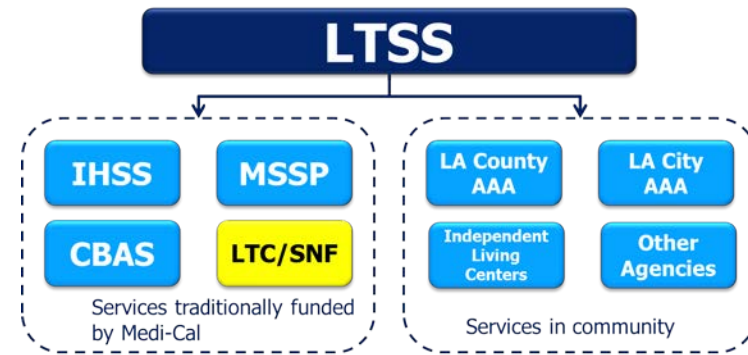 LTSS
IHSS
MSSP
CBAS
LTC/SNF
Services traditionally funded
by Medi-Cal
LA County
AAA
LA City
AAA
Independent
Living
Centers
Other
Agencies
Services in community